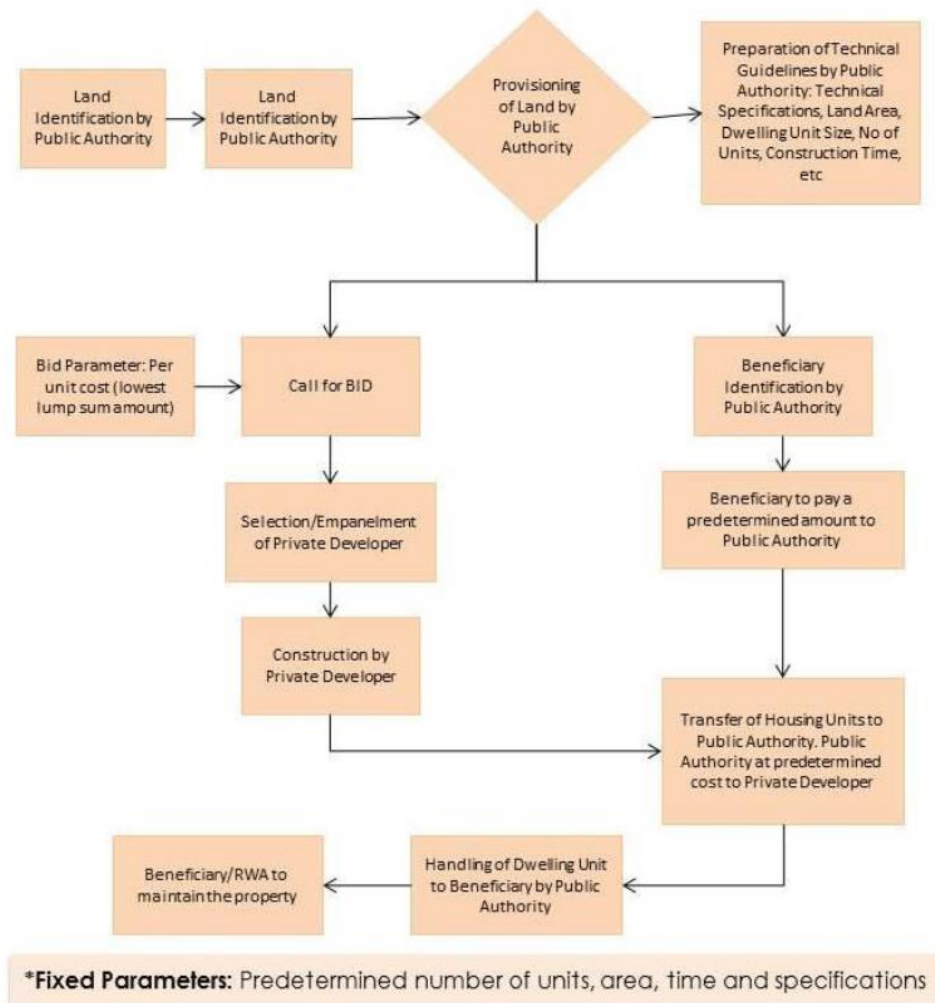 Land
Identification by
Public Authority
Land
Identification by
Public Authority
Provisioning
of Land by
Public
Authority
Preparation of Technical
Guidelines by Public
Authority: Technical
Specifications, Land Area,
Dwelling Unit Size, No of
Units, Construction Time,
etc
Bid Parameter: Per
unit cost (lowest
lump sum amount)
Call for BID
Beneficiary
Identification by
Public Authority
Selection/Empanelment
of Private Developer
Beneficiary to pay a
predetermined amount to
Public Authority
Construction by
Private Developer
Transfer of Housing Units to
Public Authority. Public
Authority at predetermined
cost to Private Developer
Beneficiary/RWA to
maintain the property
Handling of Dwelling Unit
to Beneficiary by Public
Authority
*Fixed Parameters: Predetermined number of units, area, time and specifications